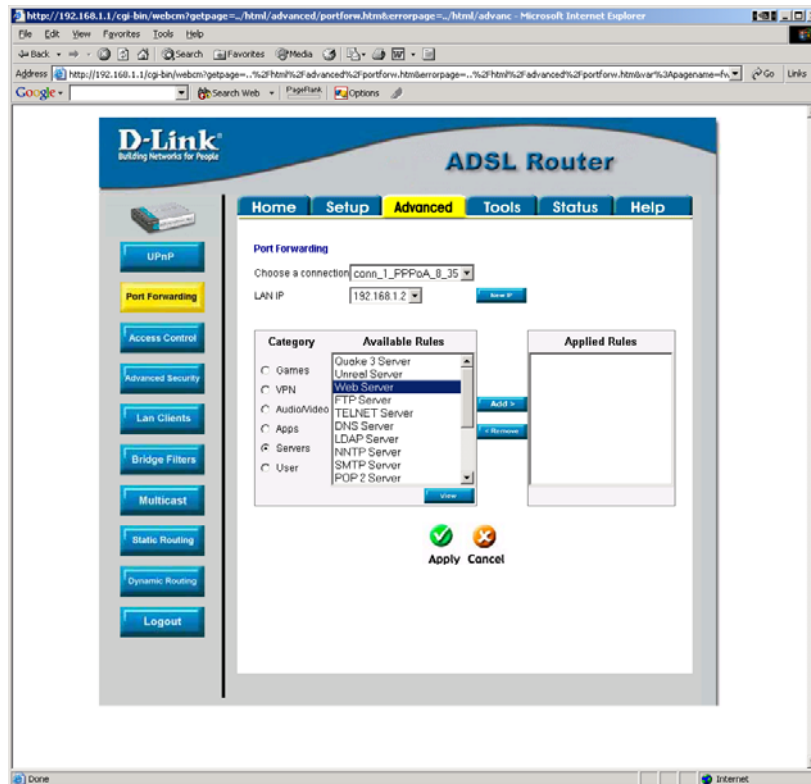 http://192.168.1.1/cgi-bin/webcm?getpage=../html/advanced/portforw.htm&errorpage=../html/advanc - Microsoft Internet Explorer
File Edit View Favorites Tools Help
Back Search Favorites Media
Address http://192.168.1.1/cgi-bin/webcm?getpage=..%2Fhtml%2Fadvanced%2Fportforw.htm&errorpage=..%2Fhtml%2Fadvanced%2Fportforw.htm&var%3Apagename=fw Go Links
Google Search Web PageRank Options
D-Link
Building Networks for People
ADSL Router
Home Setup Advanced Tools Status Help
UPnP
Port Forwarding
Access Control
Advanced Security
Lan Clients
Bridge Filters
Multicast
Static Routing
Dynamic Routing
Logout
Port Forwarding
Choose a connection conn_1_PPPoA_8_35
LAN IP 192.168.1.2 New IP
Category Available Rules Applied Rules
Games
VPN
Audio/Video
Apps
Servers
User
Quake 3 Server
Unreal Server
Web Server
FTP Server
TELNET Server
DNS Server
LDAP Server
NNTP Server
SMTP Server
POP 2 Server
Add >
< Remove
View
Apply Cancel
Done Internet